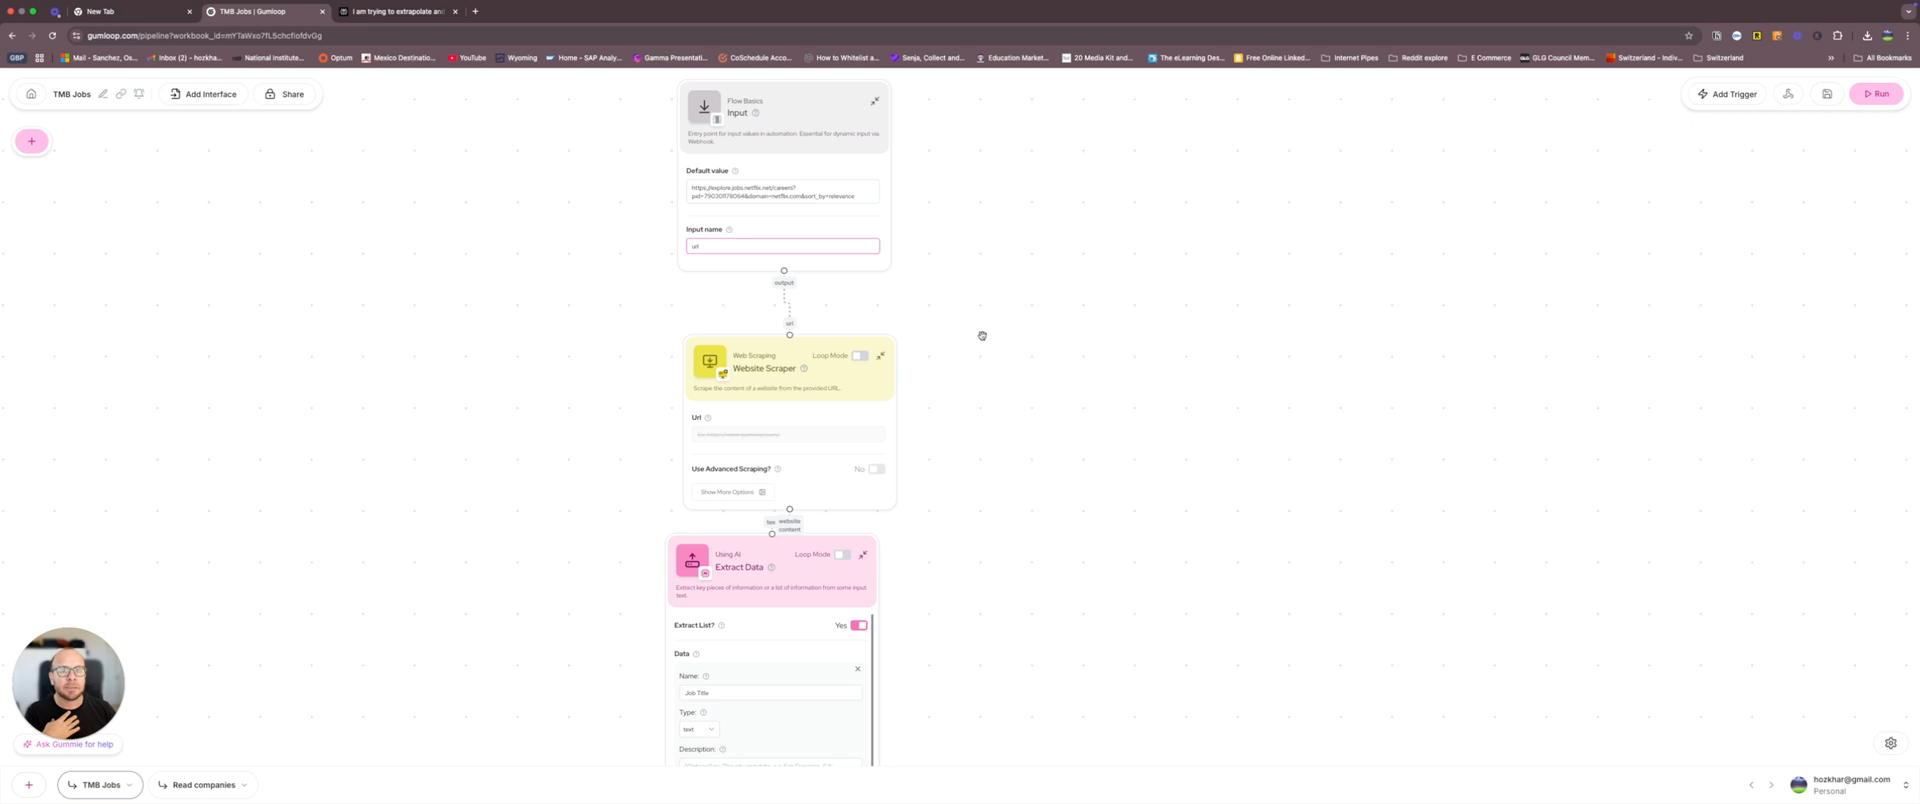 New Tab
TMB Jobs | Gumloop
I am trying to extrapolate and
gumloop.com/pipeline?workbook_id=mYTaWxo7fL5chcfiofdvGg
GBP
Mail - Sanchez, Os...
Inbox (2) - hozkha...
National Institute...
Optum
Mexico Destinatio...
YouTube
Wyoming
Home - SAP Analy...
Gamma Presentati...
CoSchedule Acco...
How to Whitelist a...
Senja, Collect and...
Education Market...
20 Media Kit and...
The eLearning Des...
Free Online Linked...
Internet Pipes
Reddit explore
E Commerce
GLG Council Mem...
Switzerland - Indiv...
Switzerland
All Bookmarks
TMB Jobs
Add Interface
Share
Add Trigger
Run
Flow Basics
Input
Entry point for input values in automation. Essential for dynamic input via
Webhook.
Default value
https://explore.jobs.netflix.net/careers?
pid=790301178064&domain=netflix.com&sort_by=relevance
Input name
url
output
url
Web Scraping
Loop Mode
Website Scraper
Scrape the content of a website from the provided URL.
Url
Use Advanced Scraping?
No
Show More Options
tex
website
content
Using AI
Loop Mode
Extract Data
Extract key pieces of information or a list of information from some input
text.
Extract List?
Yes
Data
Name:
Job Title
Type:
text
Description:
Ask Gummie for help
TMB Jobs
Read companies
hozkhar@gmail.com
Personal